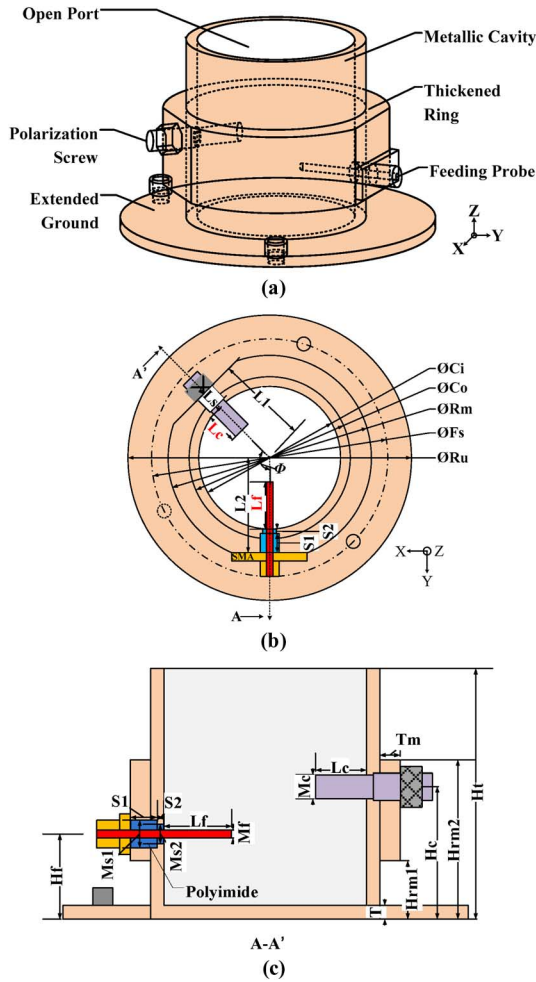 Open Port
Metallic Cavity
Thickened
Ring
Polarization
Screw
Feeding Probe
Extended
Ground
Z
X
Y
(a)
A'
Ls
L1
Lc
ØCi
ØCo
ØRm
ØFs
ØRu
Φ
L2
Lf
S1
S2
SMA
X
Z
Y
A
(b)
Tm
Mc
Lc
S1
S2
Lf
Mf
Ms1
Ms2
Hf
Polyimide
T
Hrm1
Hc
Hrm2
Ht
A-A'
(c)